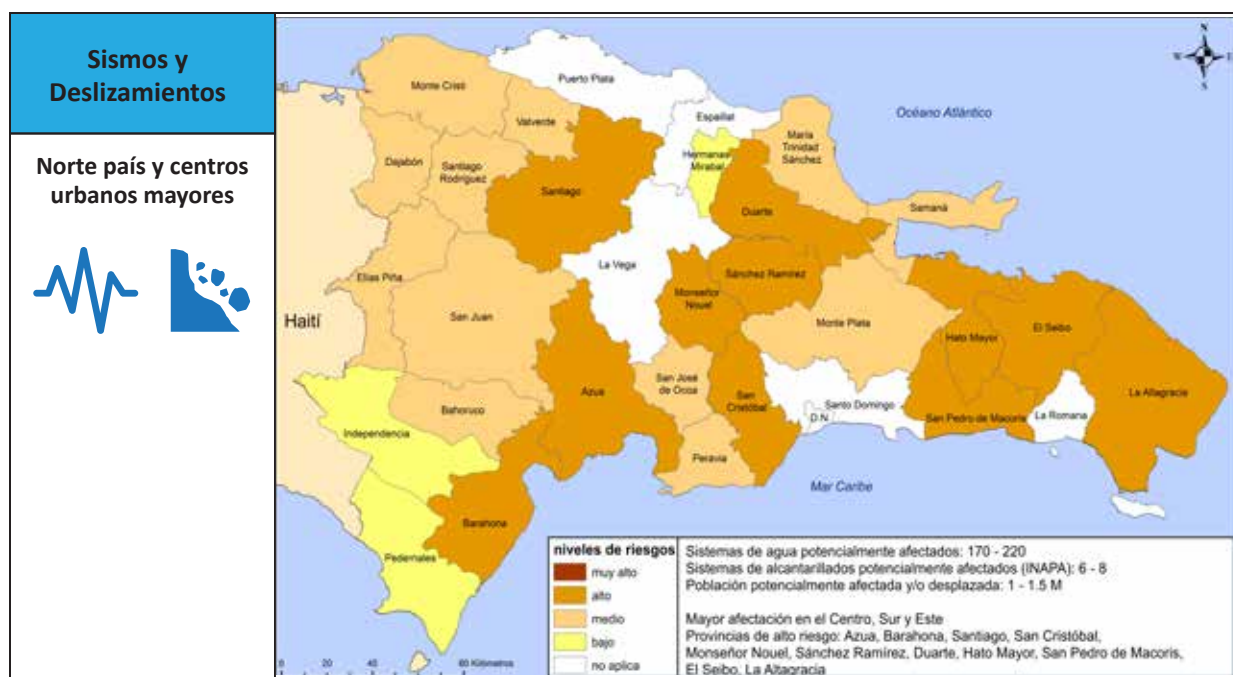 Sismos y
Deslizamientos
Norte país y centros
urbanos mayores
N
W
E
S
Océano Atlántico
Puerto Plata
Monte Cristi
Espaillat
Valverde
María
Trinidad
Sánchez
Hermanas
Mirabal
Dajabón
Santiago
Rodríguez
Santiago
Duarte
Samaná
La Vega
Elías Piña
Sánchez Ramírez
Monseñor
Nouel
Haití
San Juan
Monte Plata
El Seibo
Hato Mayor
San José
de Ocoa
Azua
La Altagracia
San
Cristóbal
Santo Domingo
D.N.
Bahoruco
San Pedro de Macorís
La Romana
Independencia
Peravia
Mar Caribe
Barahona
Pedernales
niveles de riesgos
muy alto
alto
medio
bajo
no aplica
Sistemas de agua potencialmente afectados: 170 - 220
Sistemas de alcantarillados potencialmente afectados (INAPA): 6 - 8
Población potencialmente afectada y/o desplazada: 1 - 1.5 M
Mayor afectación en el Centro, Sur y Este
Provincias de alto riesgo: Azua, Barahona, Santiago, San Cristóbal,
Monseñor Nouel, Sánchez Ramírez, Duarte, Hato Mayor, San Pedro de Macoris,
El Seibo, La Altagracia
0 20 40 60 Kilómetros